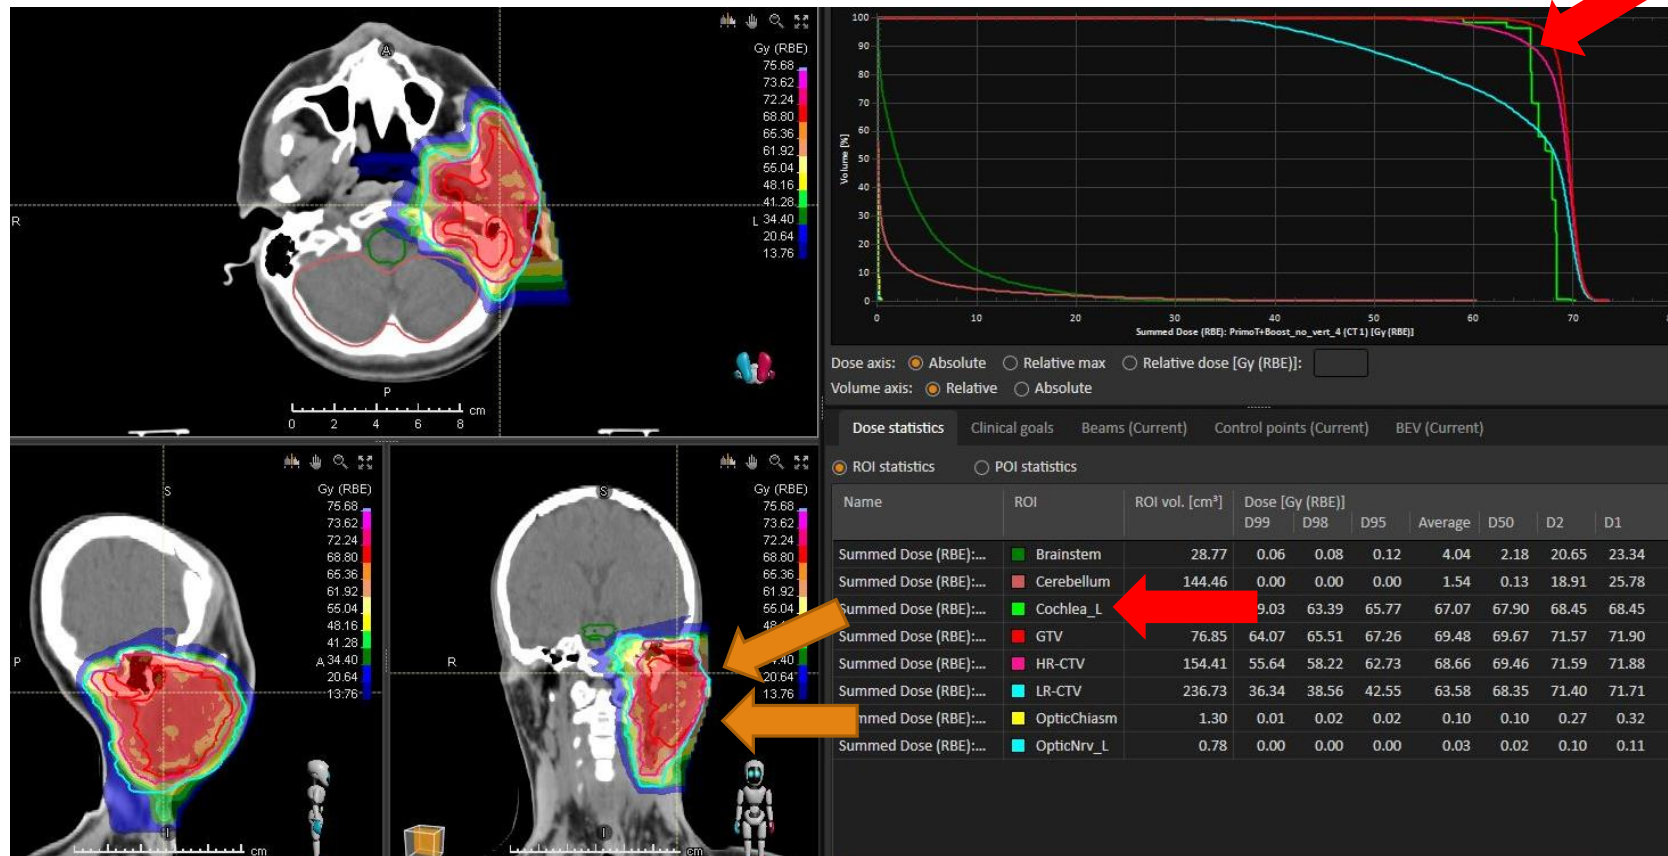 Gy (RBE)
75.68
73.62
72.24
68.80
65.36
61.92
55.04
48.16
41.28
34.40
20.64
13.76
A
R
L
P
cm
0 2 4 6 8
Gy (RBE)
75.68
73.62
72.24
68.80
65.36
61.92
55.04
48.16
41.28
34.40
20.64
13.76
S
P
A
I
cm
Gy (RBE)
75.68
73.62
72.24
68.80
65.36
61.92
55.04
20.64
13.76
S
R
I
cm
100
90
80
70
60
50
40
30
20
10
0
Volume [%]
0 10 20 30 40 50 60 70
Summed Dose (RBE): PrimoT+Boost_no_vert_4 (CT 1) [Gy (RBE)]
Dose axis: Absolute Relative max Relative dose [Gy (RBE)]:
Volume axis: Relative Absolute
Dose statistics Clinical goals Beams (Current) Control points (Current) BEV (Current)
ROI statistics POI statistics
Name ROI ROI vol. [cm³] Dose [Gy (RBE)]
D99 D98 D95 Average D50 D2 D1
Summed Dose (RBE):... Brainstem 28.77 0.06 0.08 0.12 4.04 2.18 20.65 23.34
Summed Dose (RBE):... Cerebellum 144.46 0.00 0.00 0.00 1.54 0.13 18.91 25.78
Summed Dose (RBE):... Cochlea_L 63.39 65.77 67.07 67.90 68.45 68.45
Summed Dose (RBE):... GTV 76.85 64.07 65.51 67.26 69.48 69.67 71.57 71.90
Summed Dose (RBE):... HR-CTV 154.41 55.64 58.22 62.73 68.66 69.46 71.59 71.88
Summed Dose (RBE):... LR-CTV 236.73 36.34 38.56 42.55 63.58 68.35 71.40 71.71
Dose (RBE):... OpticChiasm 1.30 0.01 0.02 0.02 0.10 0.10 0.27 0.32
Summed Dose (RBE):... OpticNrv_L 0.78 0.00 0.00 0.00 0.03 0.02 0.10 0.11